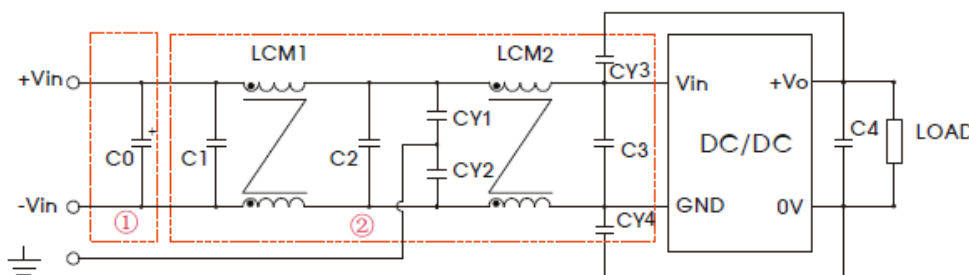 LCM1
LCM2
+Vin
CY3
Vin
+Vo
C0
+
C1
C2
CY1
CY2
C3
DC/DC
C4
LOAD
-Vin
①
②
CY4
GND
0V